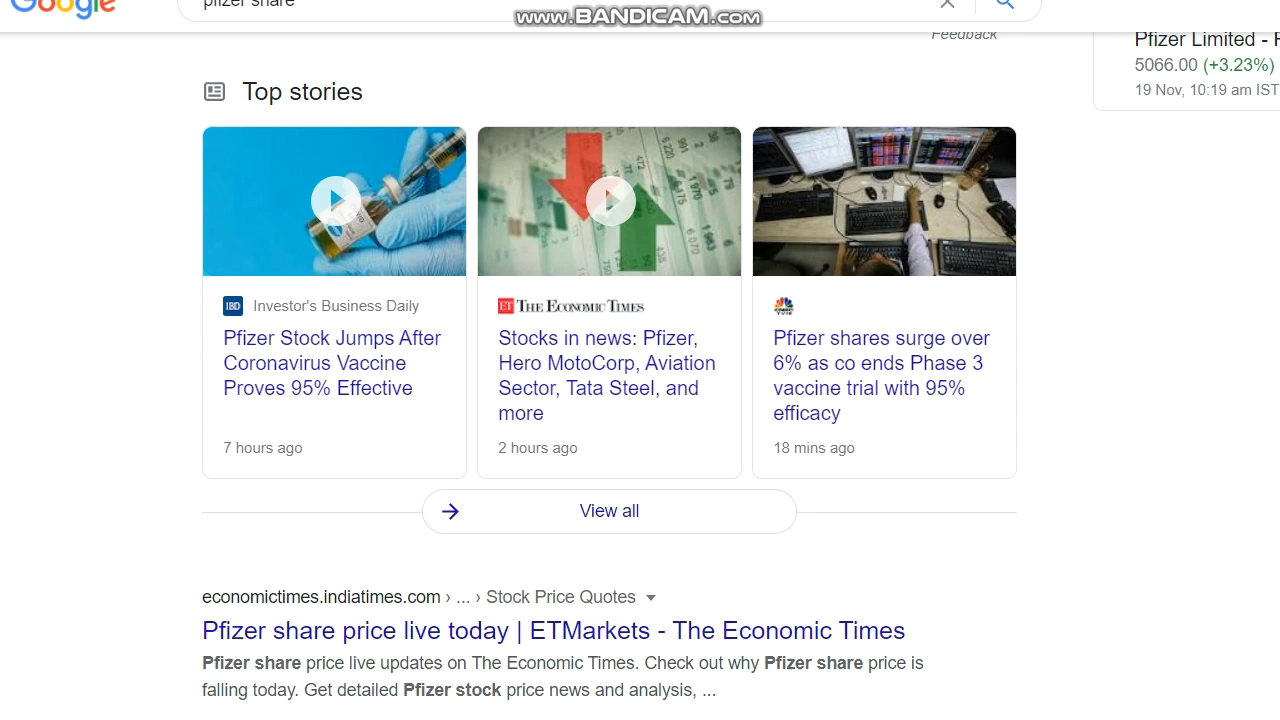 Google
pfizer share
www.BANDICAM.com
Feedback
Pfizer Limited -
5066.00 (+3.23%)
19 Nov, 10:19 am IST
Top stories
IBD Investor's Business Daily
Pfizer Stock Jumps After
Coronavirus Vaccine
Proves 95% Effective
7 hours ago
ET THE ECONOMIC TIMES
Stocks in news: Pfizer,
Hero MotoCorp, Aviation
Sector, Tata Steel, and
more
2 hours ago
Pfizer shares surge over
6% as co ends Phase 3
vaccine trial with 95%
efficacy
18 mins ago
View all
economictimes.indiatimes.com › ... › Stock Price Quotes
Pfizer share price live today | ETMarkets - The Economic Times
Pfizer share price live updates on The Economic Times. Check out why Pfizer share price is
falling today. Get detailed Pfizer stock price news and analysis, ...